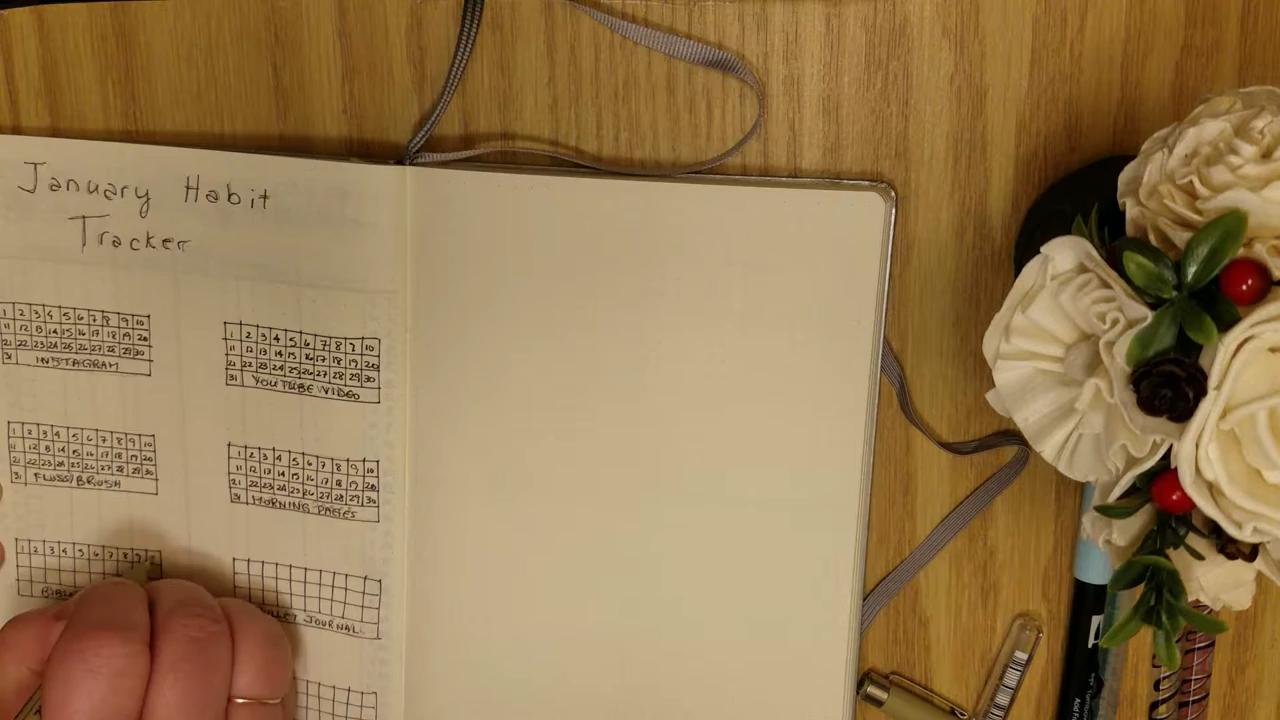 January Habit
Tracker
1 2 3 4 5 6 7 8 9 10
11 12 13 14 15 16 17 18 19 20
21 22 23 24 25 26 27 28 29 30
31 INSTAGRAM
1 2 3 4 5 6 7 8 9 10
11 12 13 14 15 16 17 18 19 20
21 22 23 24 25 26 27 28 29 30
31 YOUTUBE VIDEO
1 2 3 4 5 6 7 8 9 10
11 12 13 14 15 16 17 18 19 20
21 22 23 24 25 26 27 28 29 30
31 FLOSS/BRUSH
1 2 3 4 5 6 7 8 9 10
11 12 13 14 15 16 17 18 19 20
21 22 23 24 25 26 27 28 29 30
31 MORNING PAGES
1 2 3 4 5 6 7 8 9
JOURNAL